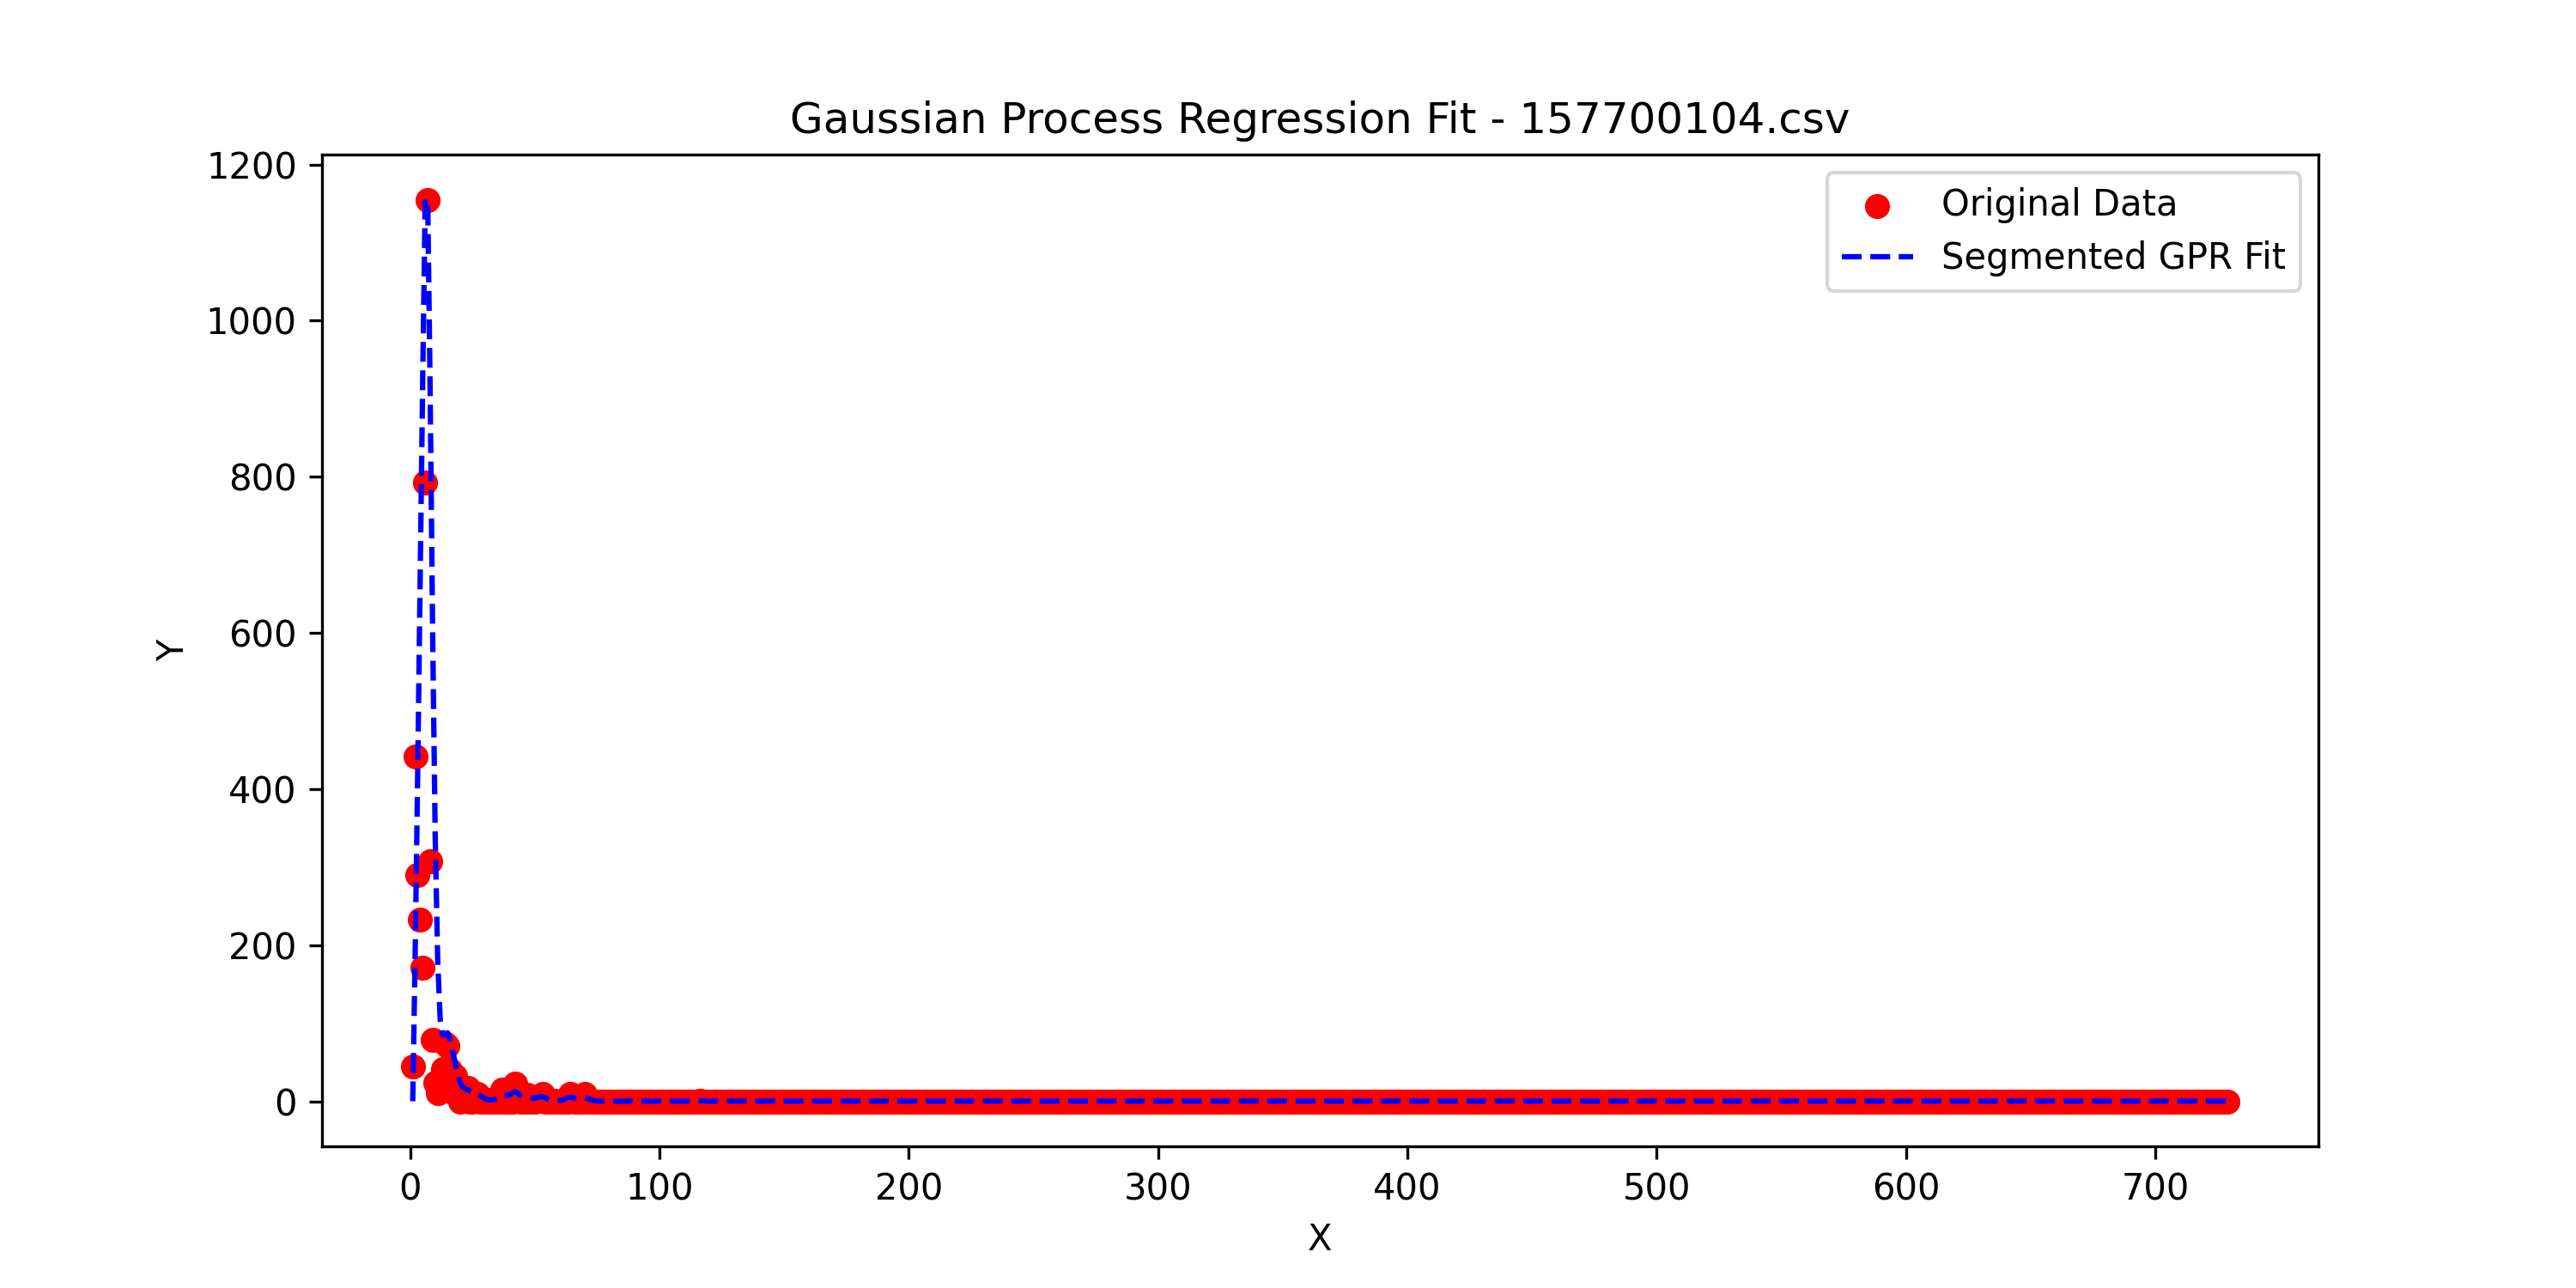 Gaussian Process Regression Fit - 157700104.csv
Original Data
Segmented GPR Fit
1200
1000
800
600
400
200
0
Y
0 100 200 300 400 500 600 700
X